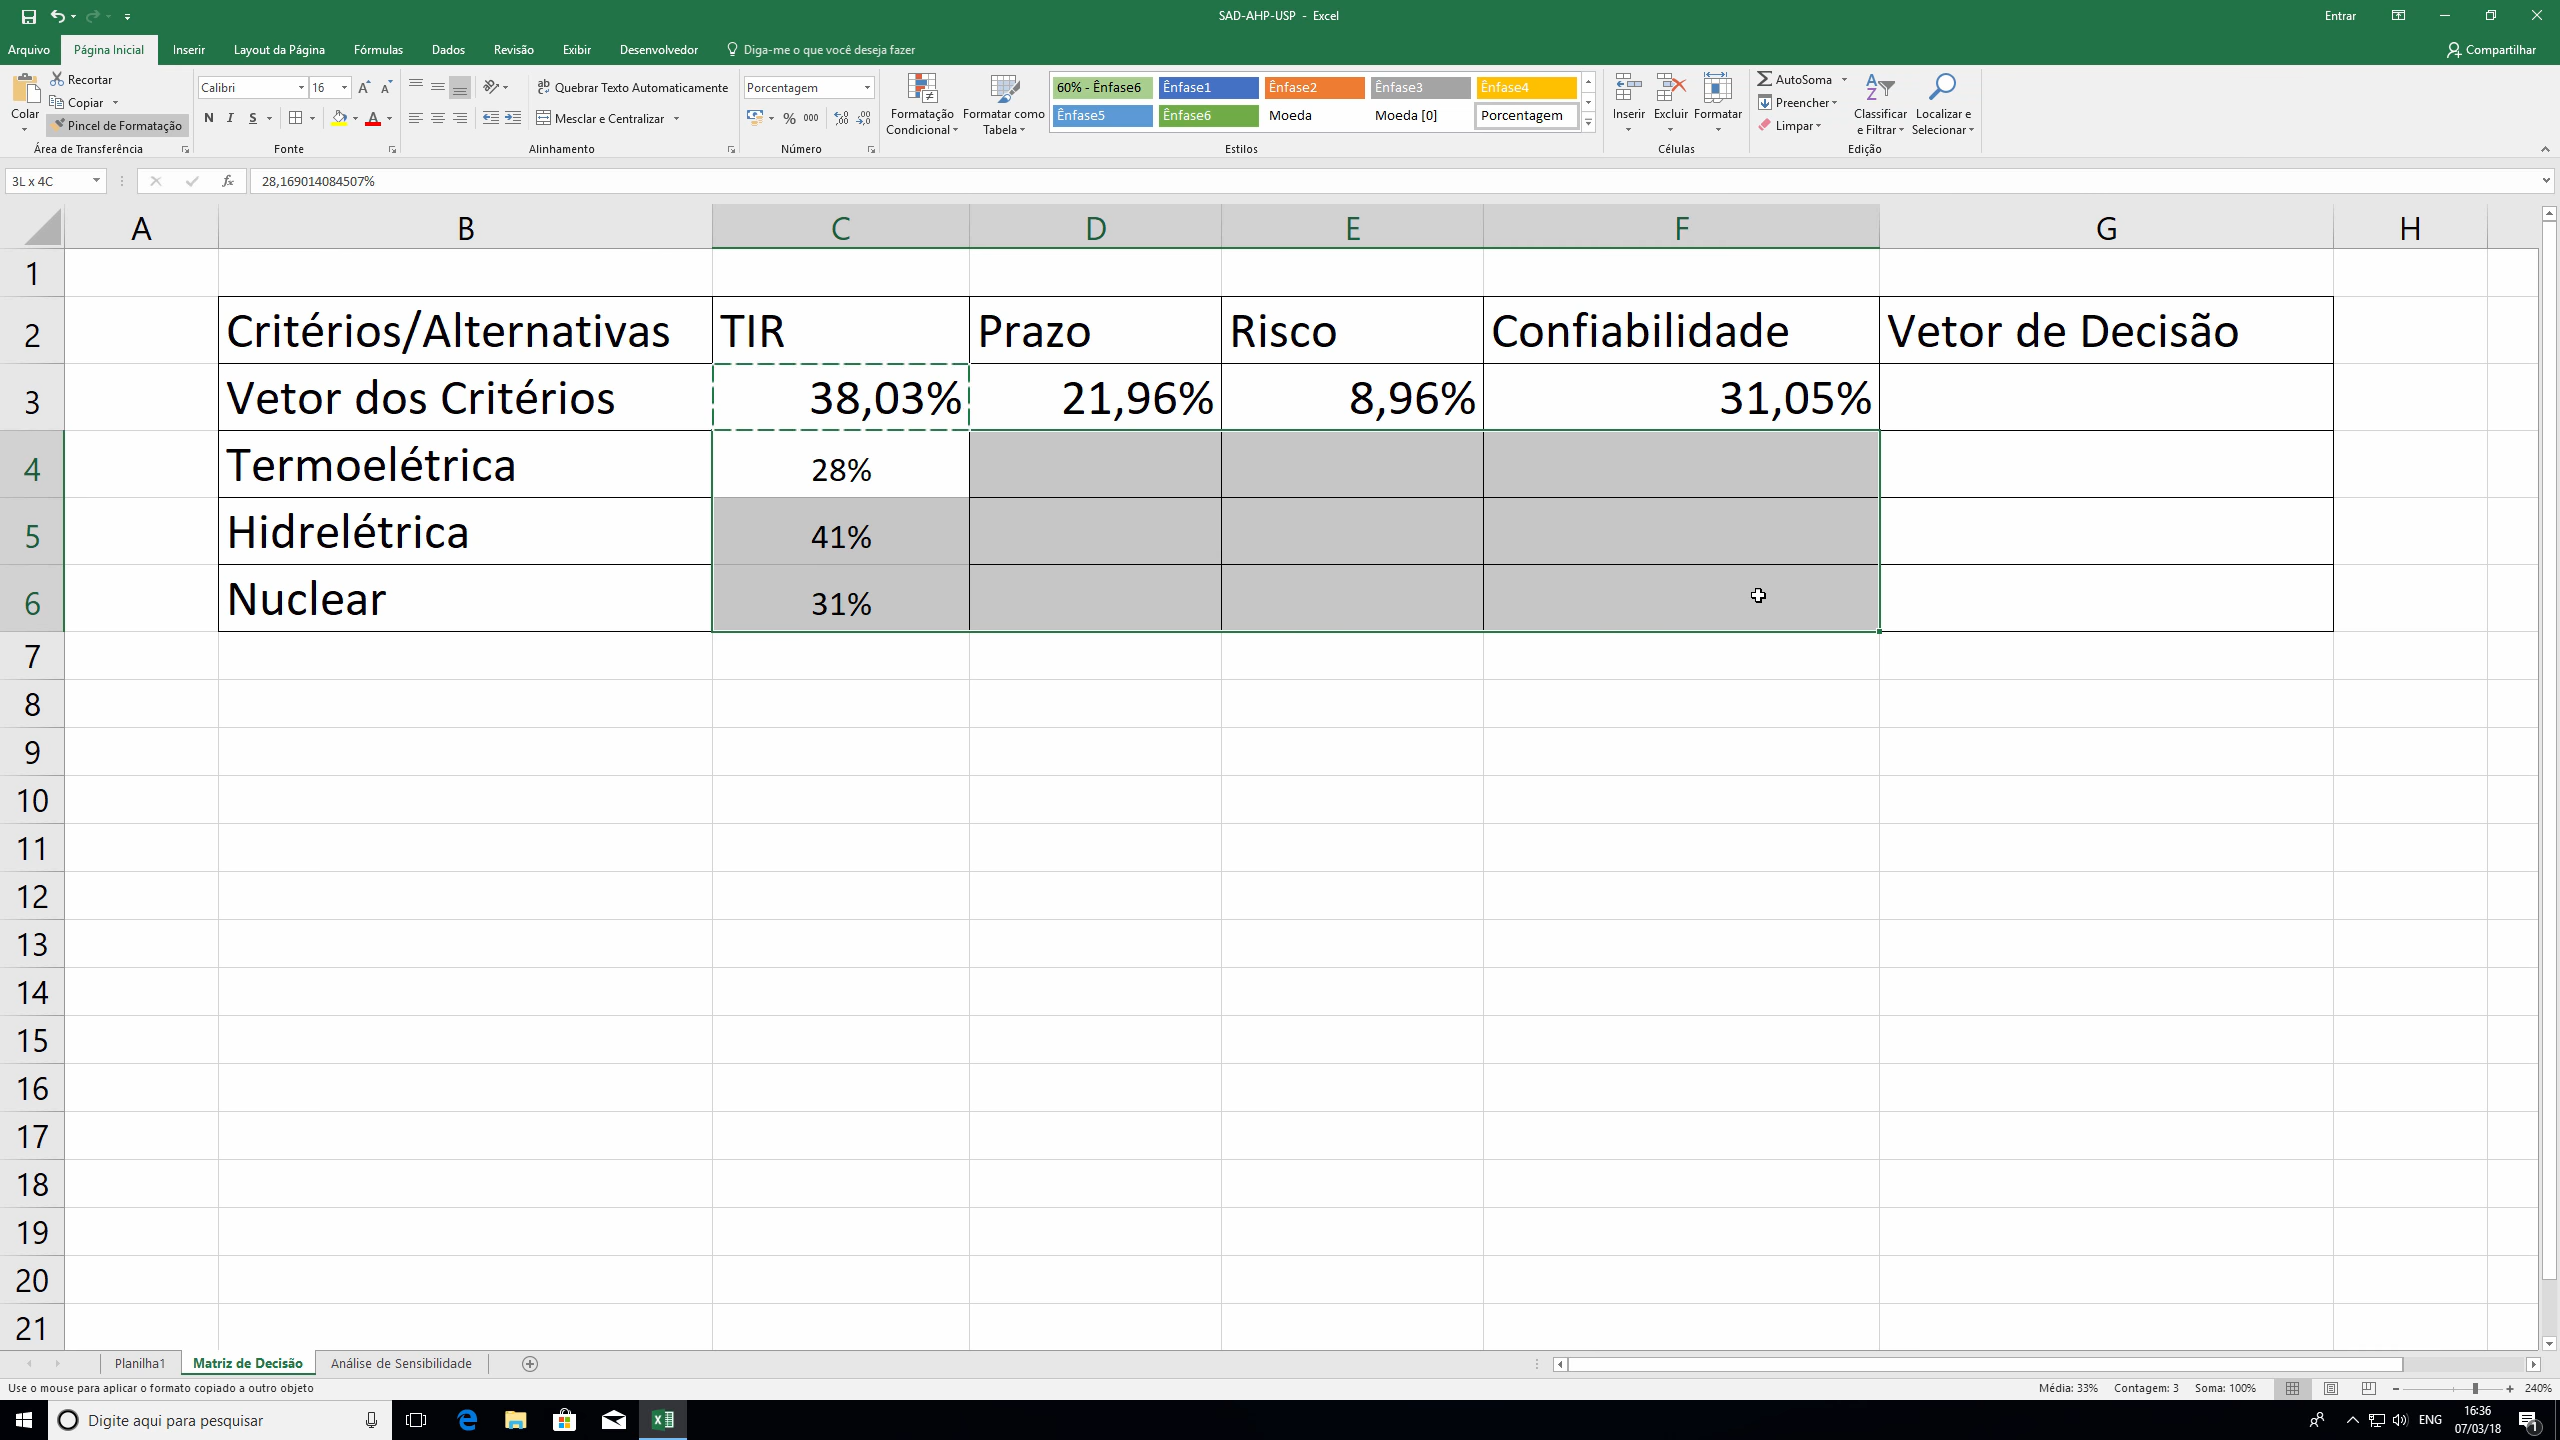 SAD-AHP-USP - Excel
Entrar
Arquivo Página Inicial Inserir Layout da Página Fórmulas Dados Revisão Exibir Desenvolvedor Diga-me o que você deseja fazer Compartilhar
Colar
Recortar
Copiar
Pincel de Formatação
Área de Transferência
Calibri 16
N I S
Fonte
Quebrar Texto Automaticamente
Mesclar e Centralizar
Alinhamento
Porcentagem
% 000
Número
Formatação Condicional
Formatar como Tabela
60% - Ênfase6 Ênfase1 Ênfase2 Ênfase3 Ênfase4
Ênfase5 Ênfase6 Moeda Moeda [0] Porcentagem
Estilos
Inserir Excluir Formatar
Células
AutoSoma
Preencher
Limpar
Classificar e Filtrar
Localizar e Selecionar
Edição
3L x 4C fx 28,169014084507%
A B C D E F G H
1
2 Critérios/Alternativas TIR Prazo Risco Confiabilidade Vetor de Decisão
3 Vetor dos Critérios 38,03% 21,96% 8,96% 31,05%
4 Termoelétrica 28%
5 Hidrelétrica 41%
6 Nuclear 31%
7
8
9
10
11
12
13
14
15
16
17
18
19
20
21
Planilha1 Matriz de Decisão Análise de Sensibilidade
Use o mouse para aplicar o formato copiado a outro objeto Média: 33% Contagem: 3 Soma: 100% 240%
Digite aqui para pesquisar
ENG
16:36
07/03/18
1